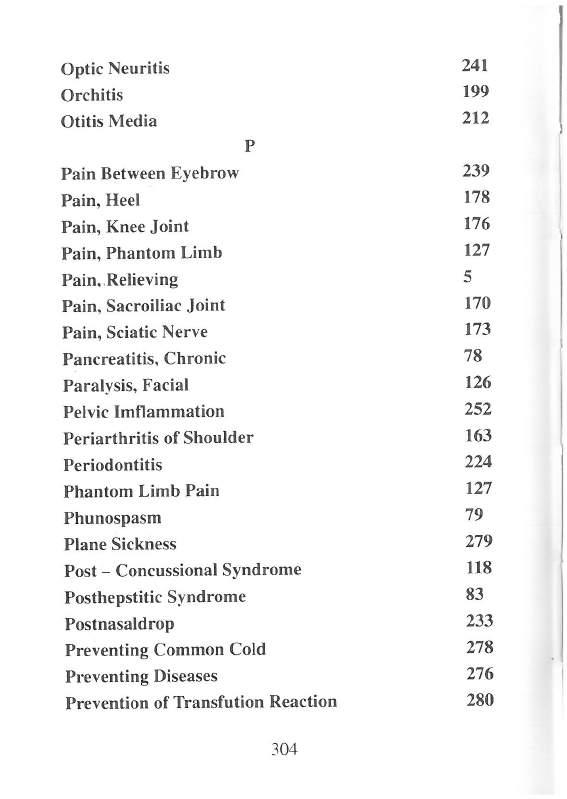 Optic Neuritis 241
Orchitis 199
Otitis Media 212
P
Pain Between Eyebrow 239
Pain, Heel 178
Pain, Knee Joint 176
Pain, Phantom Limb 127
Pain, Relieving 5
Pain, Sacroiliac Joint 170
Pain, Sciatic Nerve 173
Pancreatitis, Chronic 78
Paralysis, Facial 126
Pelvic Imflammation 252
Periarthritis of Shoulder 163
Periodontitis 224
Phantom Limb Pain 127
Phunospasm 79
Plane Sickness 279
Post – Concussional Syndrome 118
Posthepstitic Syndrome 83
Postnasaldrop 233
Preventing Common Cold 278
Preventing Diseases 276
Prevention of Transfution Reaction 280
304